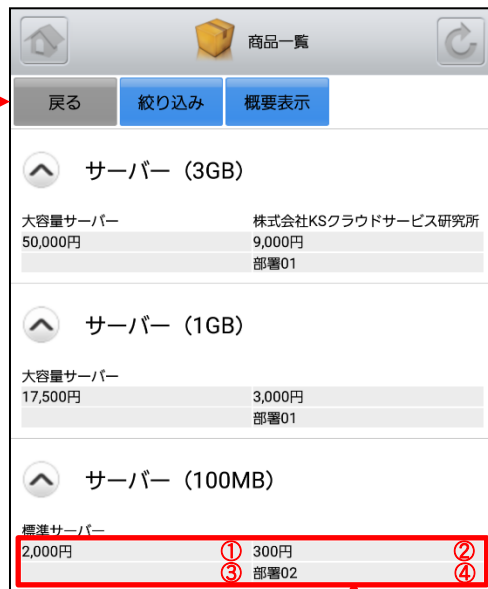 商品一覧
戻る 絞り込み 概要表示
サーバー（3GB）
大容量サーバー 株式会社KSクラウドサービス研究所
50,000円 9,000円
部署01
サーバー（1GB）
大容量サーバー
17,500円 3,000円
部署01
サーバー（100MB）
標準サーバー
2,000円 ① 300円 ②
③ 部署02 ④